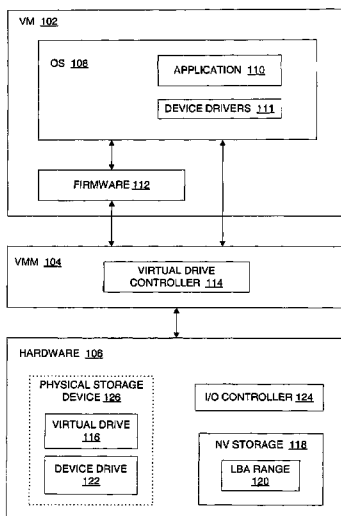 VM 102
OS 108
APPLICATION 110
DEVICE DRIVERS 111
FIRMWARE 112
VMM 104
VIRTUAL DRIVE
CONTROLLER 114
HARDWARE 106
PHYSICAL STORAGE
DEVICE 126
VIRTUAL DRIVE
116
DEVICE DRIVE
122
I/O CONTROLLER 124
NV STORAGE 118
LBA RANGE
120